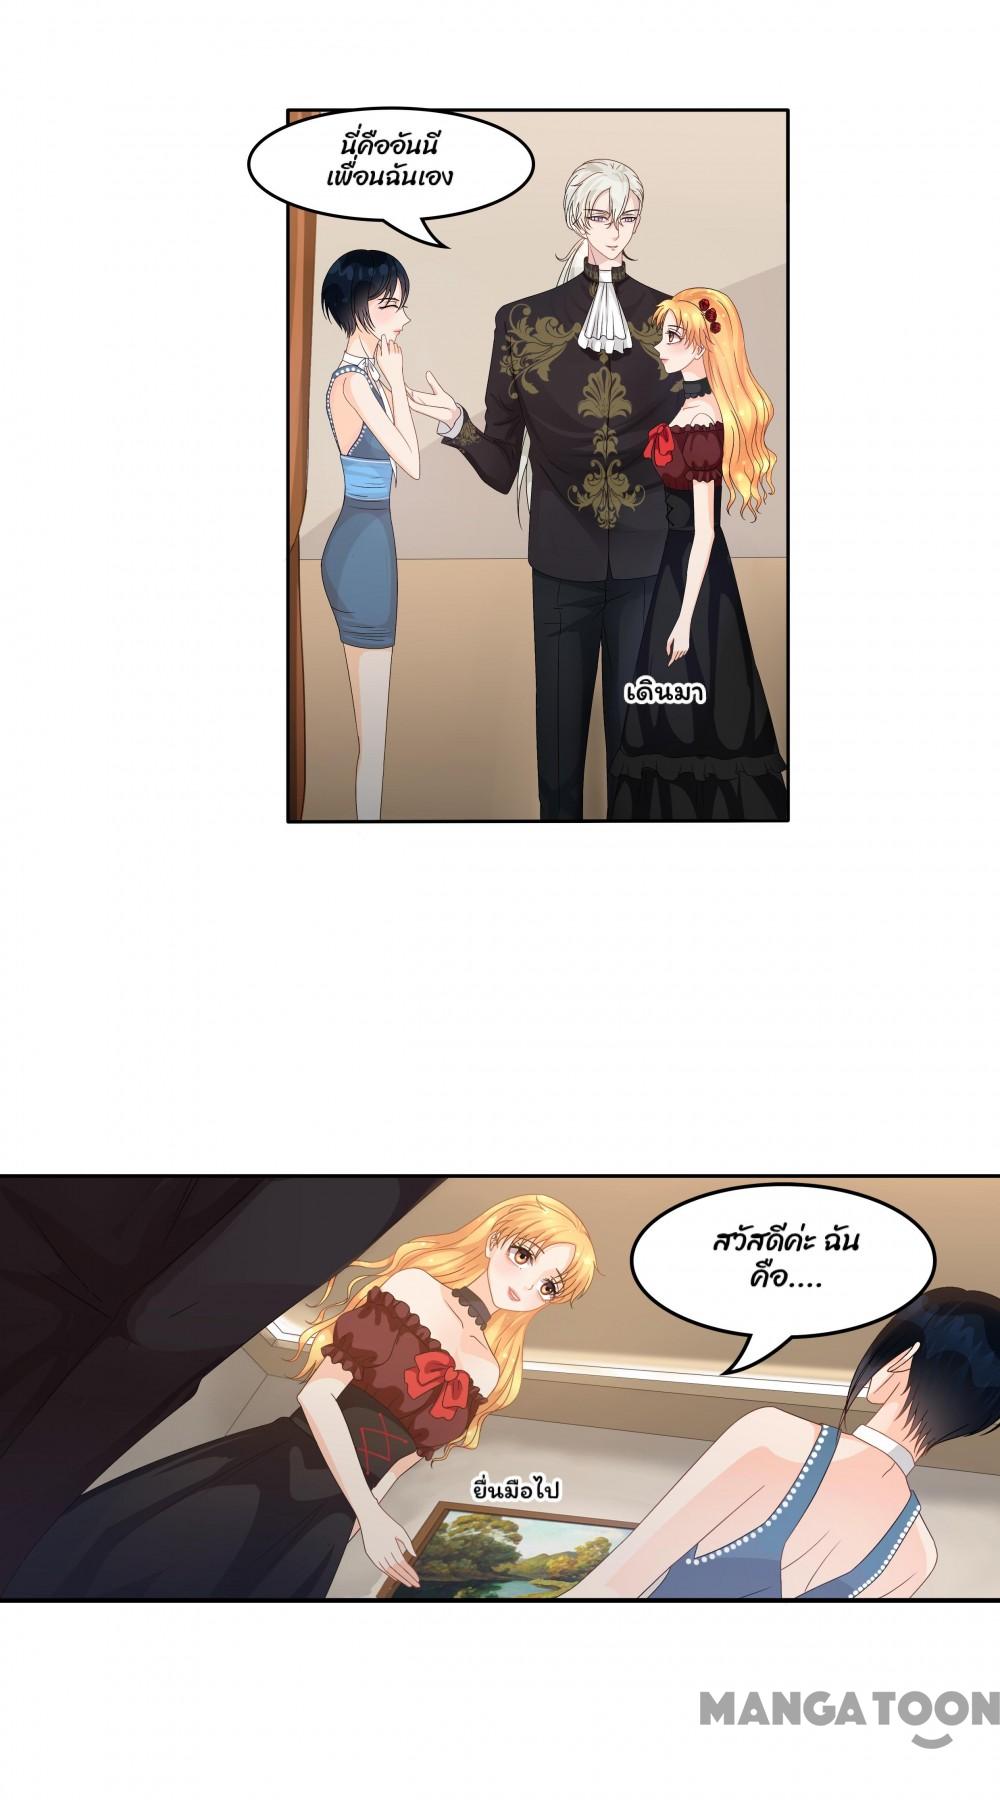 นี่คืออันนี
เพื่อนฉันเอง
เดินมา
สวัสดีค่ะ ฉัน
คือ....
ยื่นมือไป
MANGATOON